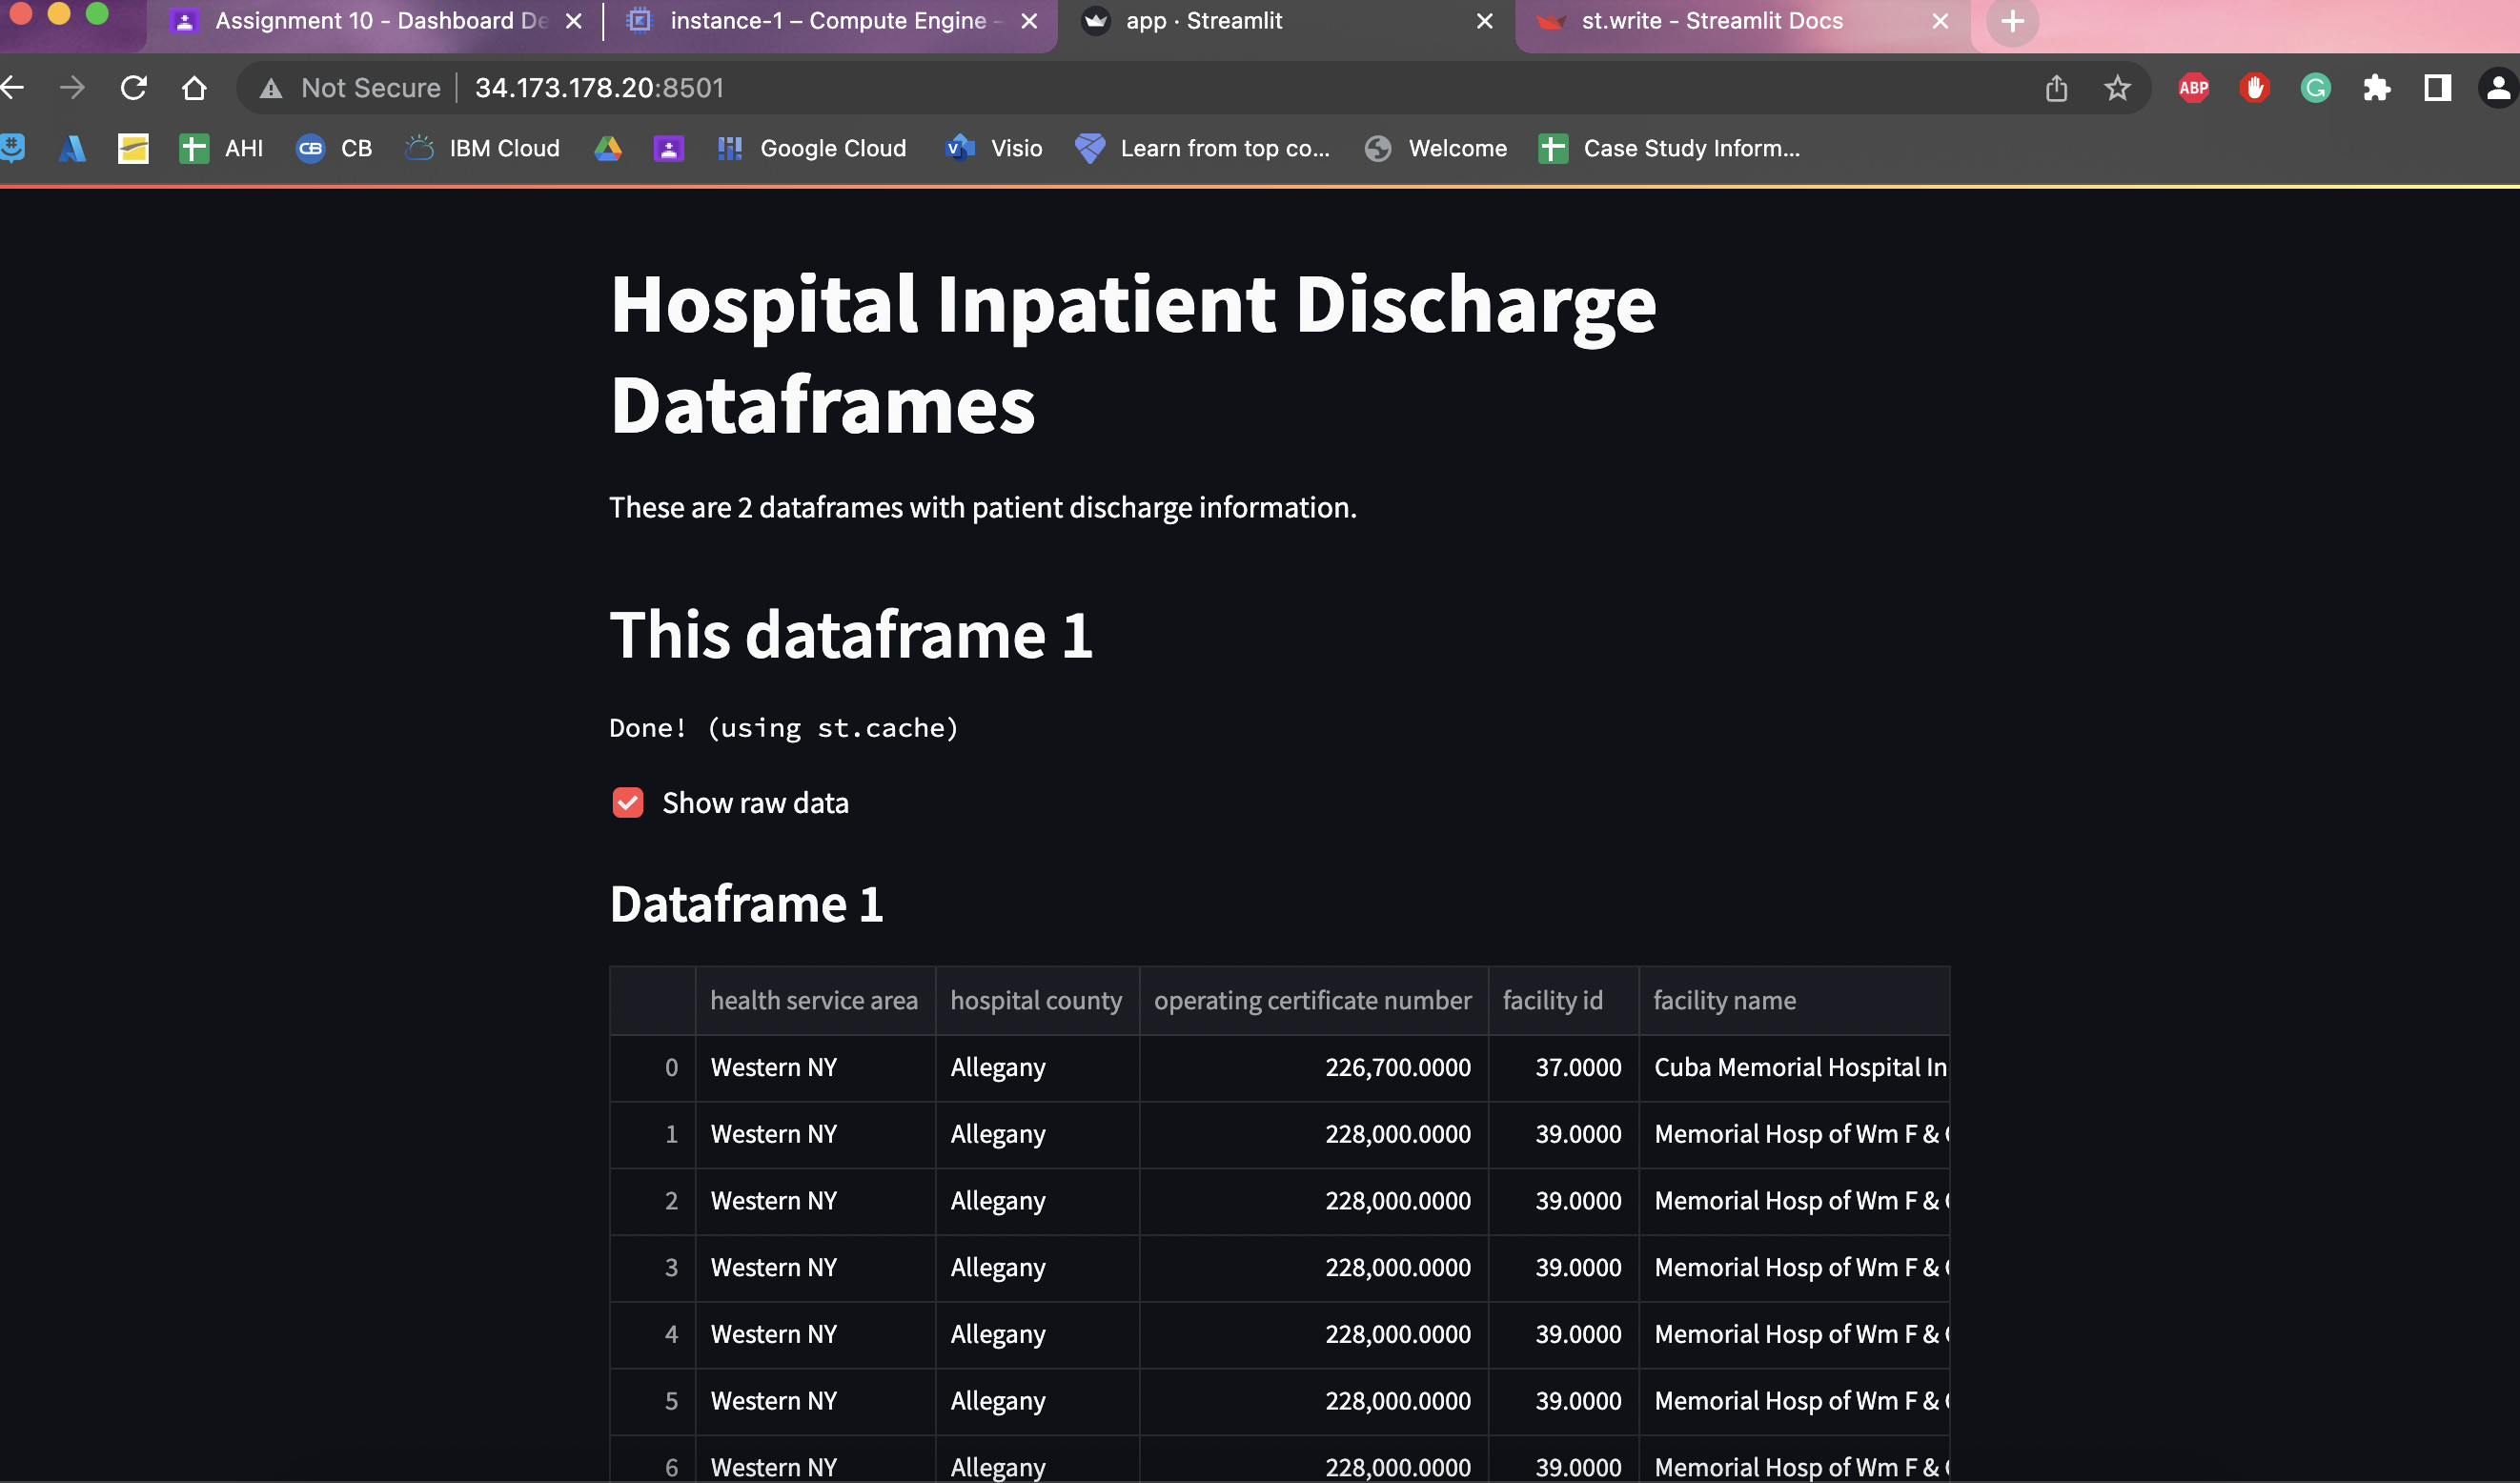 Assignment 10 - Dashboard De
instance-1 – Compute Engine -
app · Streamlit
st.write - Streamlit Docs
Not Secure
34.173.178.20:8501
ABP
G
AHI
CB
CB
IBM Cloud
Google Cloud
V
Visio
Learn from top co...
Welcome
Case Study Inform...
Hospital Inpatient Discharge
Dataframes
These are 2 dataframes with patient discharge information.
This dataframe 1
Done! (using st.cache)
Show raw data
Dataframe 1
health service area hospital county operating certificate number facility id facility name
0 Western NY Allegany 226,700.0000 37.0000 Cuba Memorial Hospital In
1 Western NY Allegany 228,000.0000 39.0000 Memorial Hosp of Wm F &
2 Western NY Allegany 228,000.0000 39.0000 Memorial Hosp of Wm F &
3 Western NY Allegany 228,000.0000 39.0000 Memorial Hosp of Wm F &
4 Western NY Allegany 228,000.0000 39.0000 Memorial Hosp of Wm F &
5 Western NY Allegany 228,000.0000 39.0000 Memorial Hosp of Wm F &
6 Western NY Allegany 228,000.0000 39.0000 Memorial Hosp of Wm F &